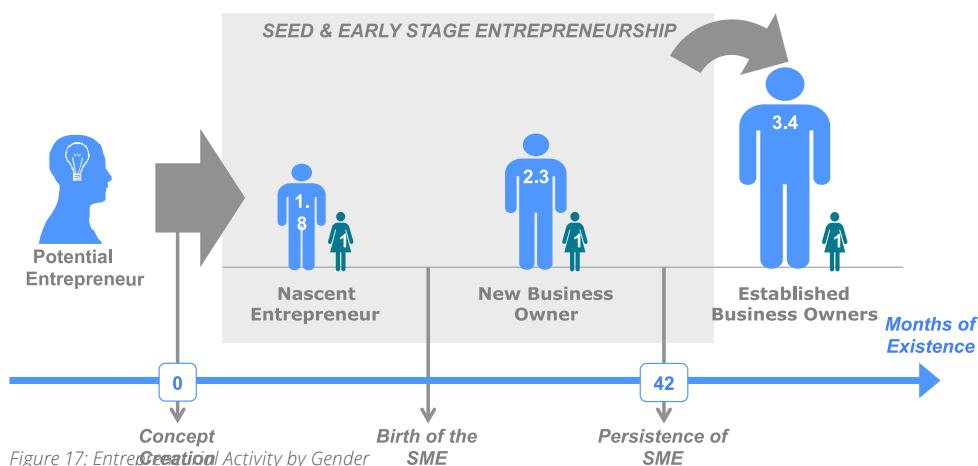 SEED & EARLY STAGE ENTREPRENEURSHIP
3.4
2.3
1.
8
1
1
1
Potential
Entrepreneur
Nascent
Entrepreneur
New Business
Owner
Established
Business Owners
Months of
Existence
0
42
Concept
Creation
Birth of the
SME
Persistence of
SME
Figure 17: Entrepreneurial Activity by Gender